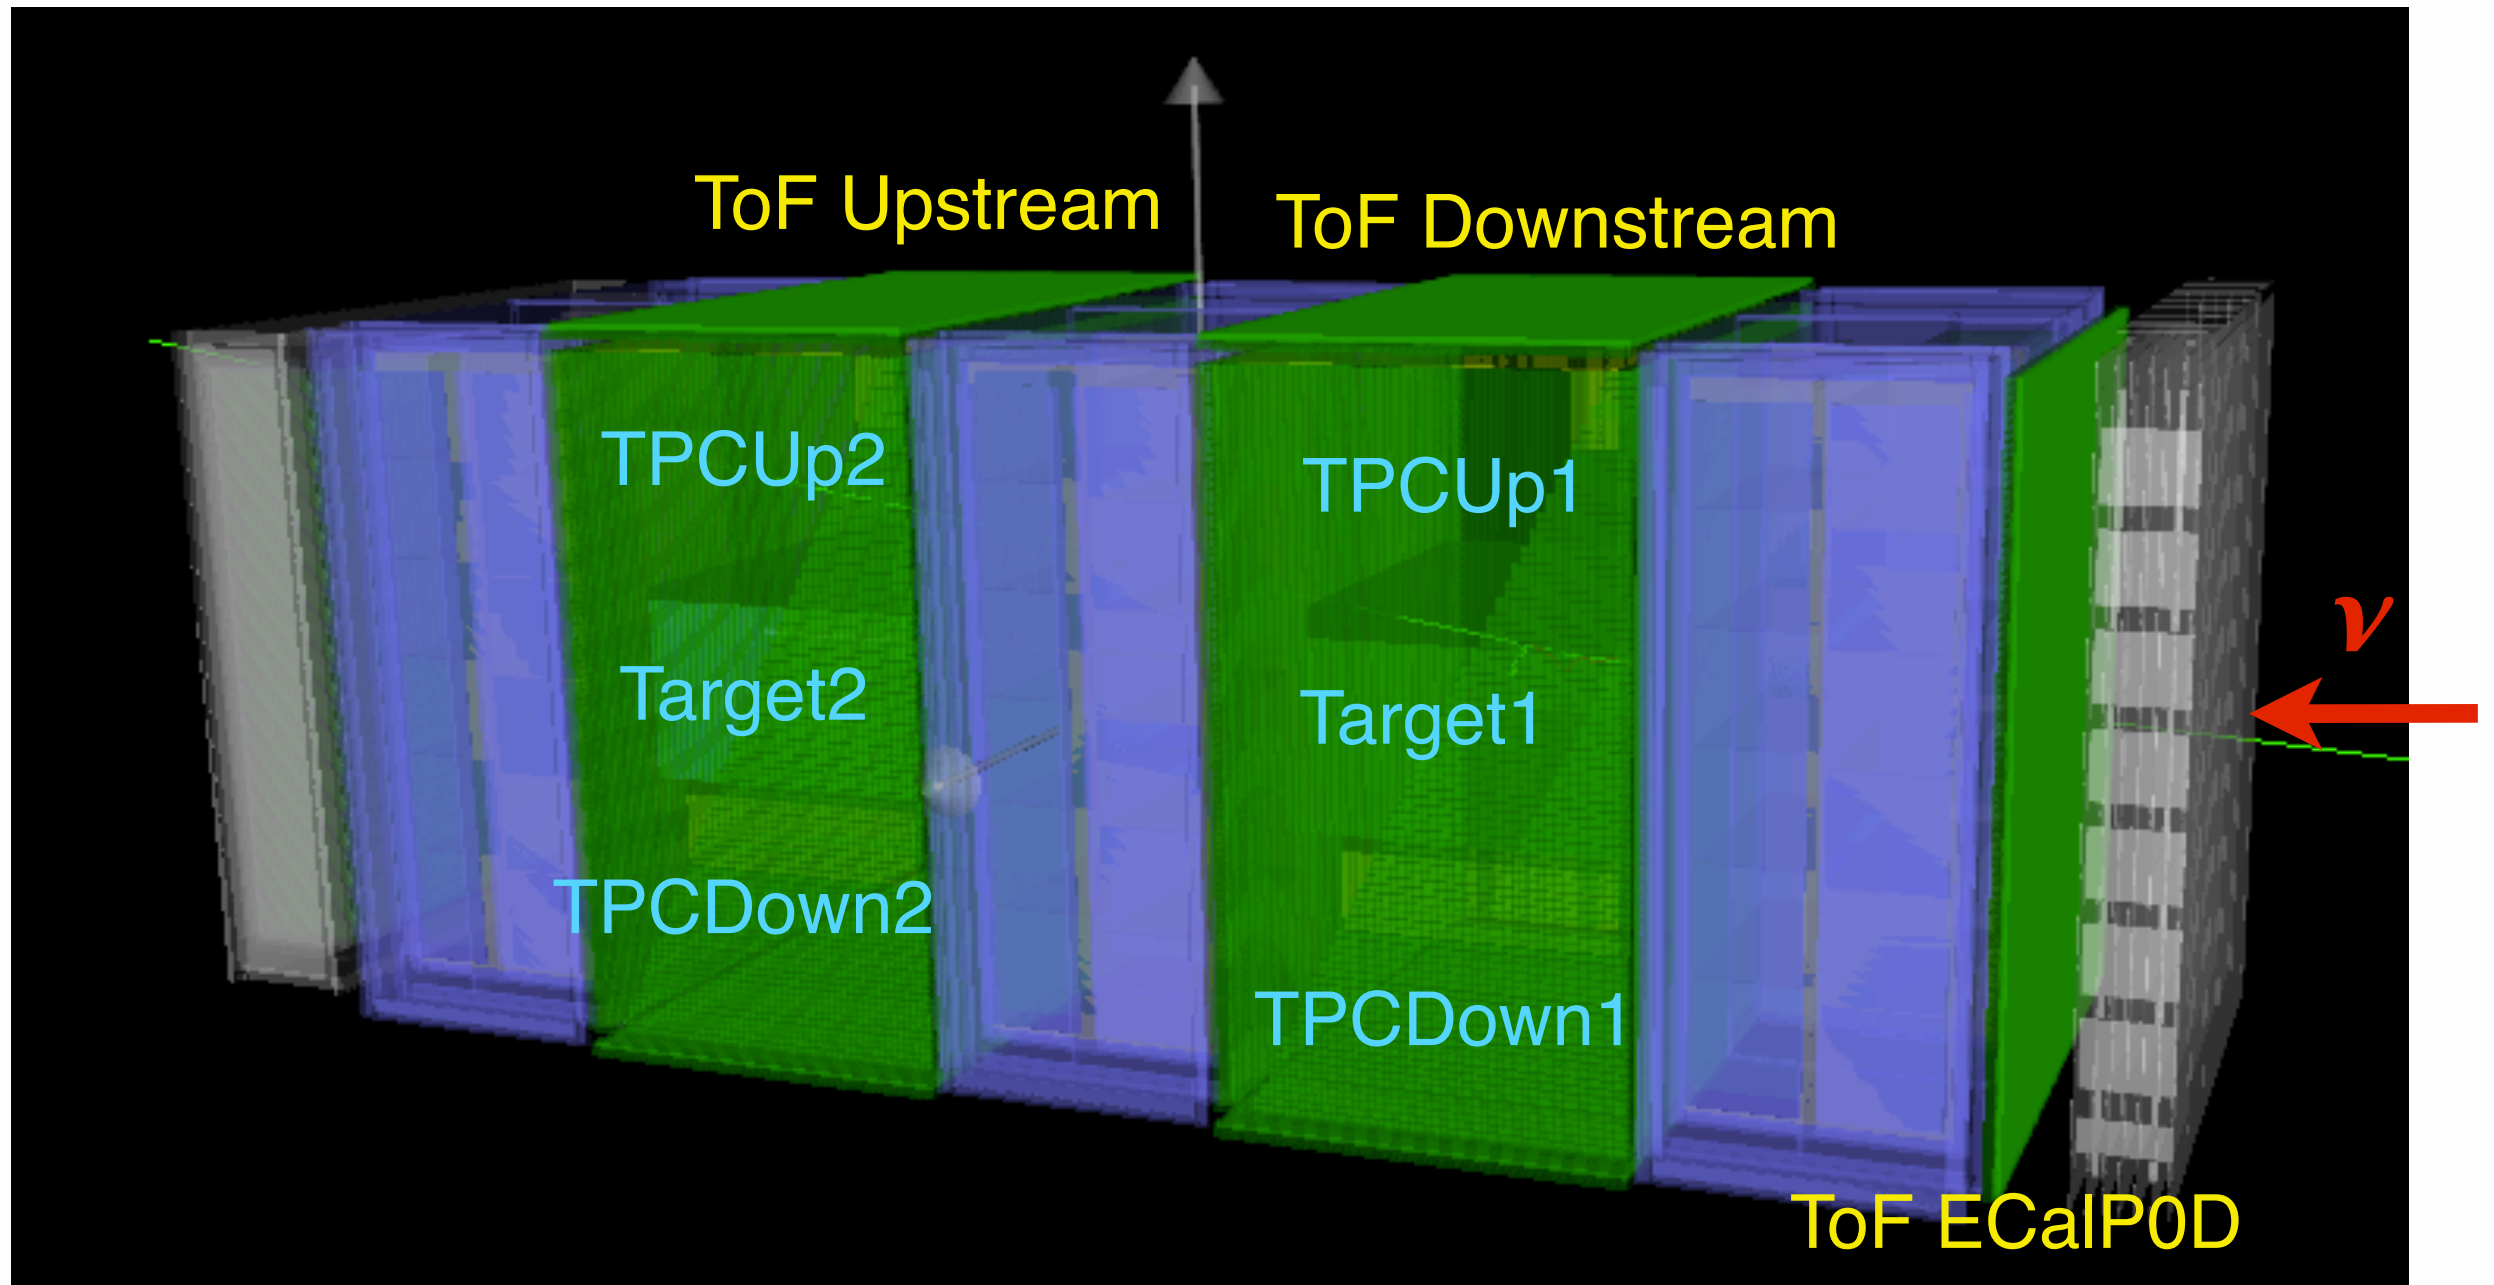 ToF Upstream
ToF Downstream
TPCUp2
TPCUp1
ν
Target2
Target1
TPCDown2
TPCDown1
ToF ECalP0D